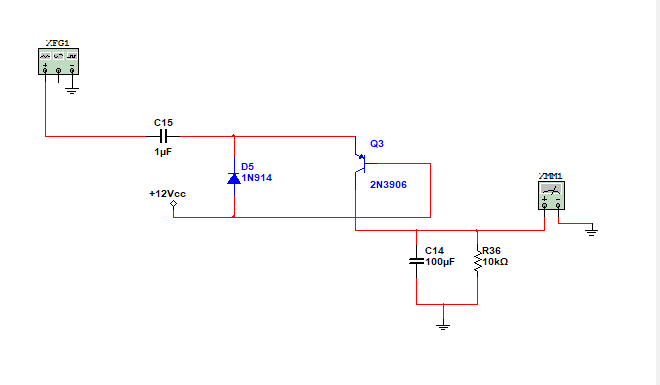 XFG1
C15
1µF
Q3
D5
1N914
2N3906
XMM1
+12Vcc
C14
100µF
R36
10kΩ